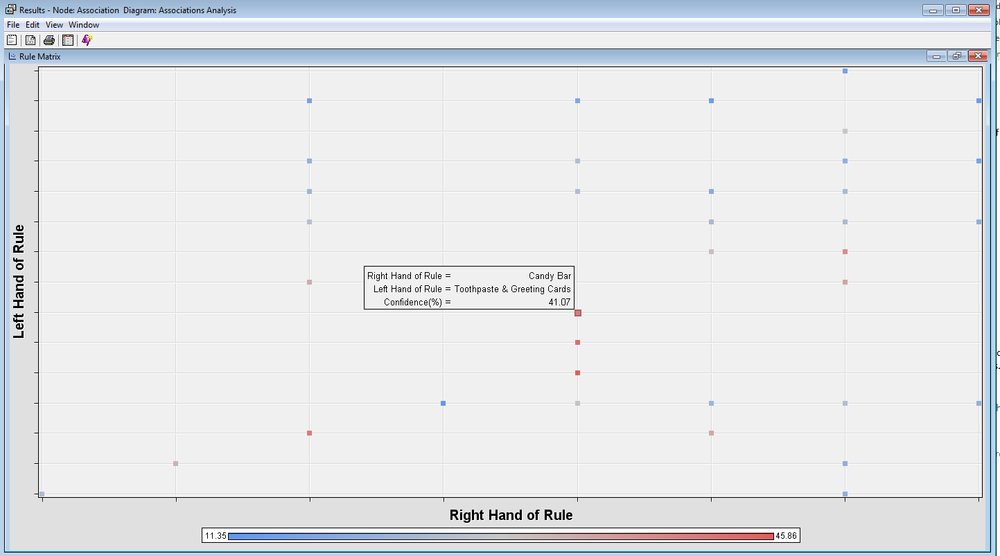 Results - Node: Association  Diagram: Associations Analysis
File Edit View Window
Rule Matrix
Left Hand of Rule
Right Hand of Rule = Candy Bar
Left Hand of Rule = Toothpaste & Greeting Cards
Confidence(%) = 41.07
Right Hand of Rule
11.35 45.86